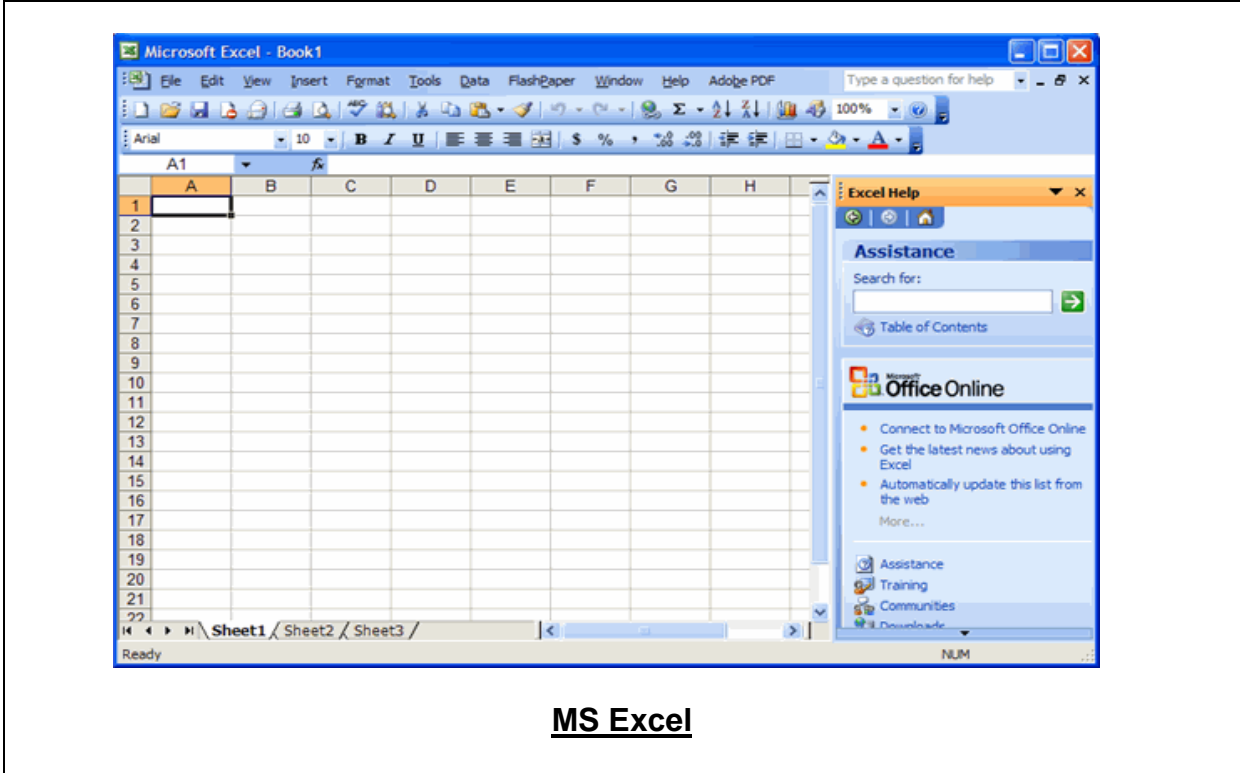 Microsoft Excel - Book1
File Edit View Insert Format Tools Data FlashPaper Window Help Adobe PDF Type a question for help
100%
Arial 10 B I U $ % ,
A1 fx
A B C D E F G H
1
2
3
4
5
6
7
8
9
10
11
12
13
14
15
16
17
18
19
20
21
22
Sheet1 Sheet2 Sheet3
Ready NUM
Excel Help
Assistance
Search for:
Table of Contents
Microsoft
Office Online
Connect to Microsoft Office Online
Get the latest news about using
Excel
Automatically update this list from
the web
More...
Assistance
Training
Communities
Downloads
MS Excel